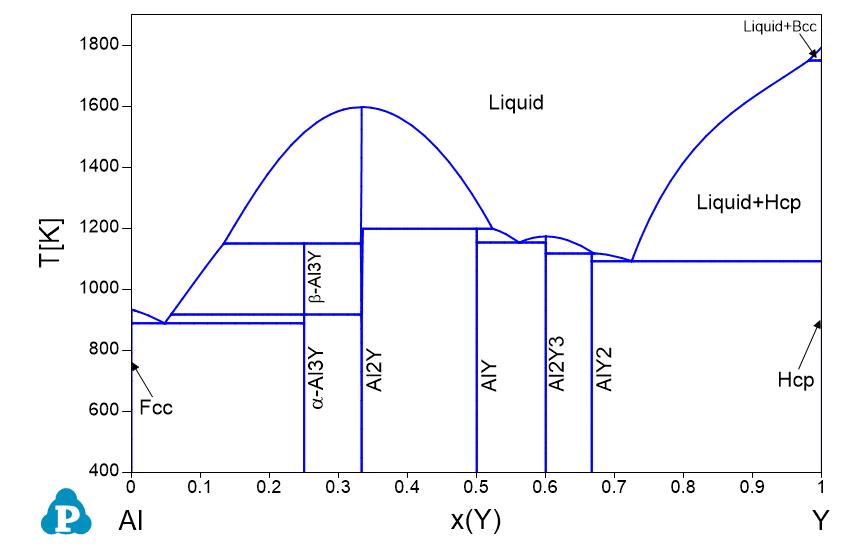 Liquid+Bcc
1800
1600
Liquid
1400
Liquid+Hcp
1200
T[K]
1000
β-Al3Y
800
α-Al3Y
Al2Y
AlY
Al2Y3
AlY2
Fcc
Hcp
600
400
0 0.1 0.2 0.3 0.4 0.5 0.6 0.7 0.8 0.9 1
P
Al x(Y) Y